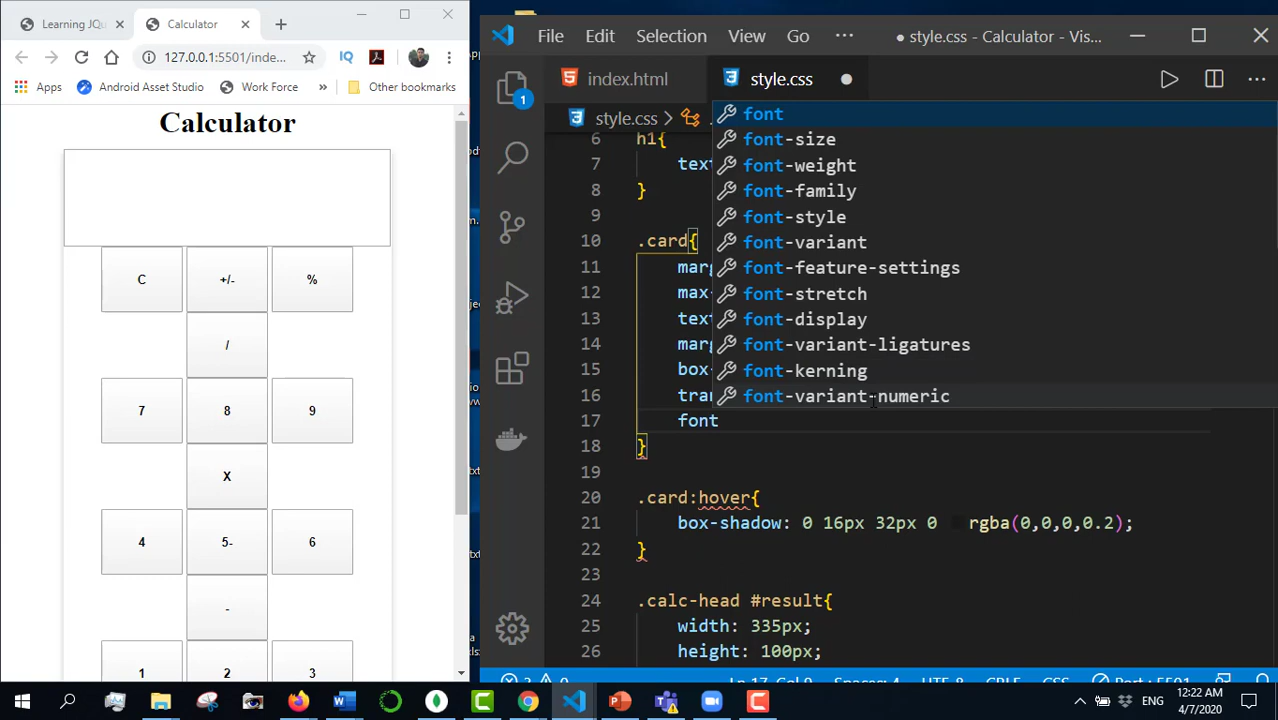 Learning JQu
Calculator
127.0.0.1:5501/inde...
IQ
Apps
Android Asset Studio
Work Force
»
Other bookmarks
Calculator
C
+/-
%
/
7
8
9
X
4
5-
6
-
1
2
3
File
Edit
Selection
View
Go
...
● style.css - Calculator - Vis...
index.html
style.css
style.css >
1
font
font-size
font-weight
font-family
font-style
font-variant
font-feature-settings
font-stretch
font-display
font-variant-ligatures
font-kerning
font-variant-numeric
6 h1{
7 text
8 }
9
10 .card{
11 marg
12 max-
13 text
14 marg
15 box-
16 tran
17 font
18 }
19
20 .card:hover{
21 box-shadow: 0 16px 32px 0 rgba(0,0,0,0.2);
22 }
23
24 .calc-head #result{
25 width: 335px;
26 height: 100px;
ENG
12:22 AM
4/7/2020